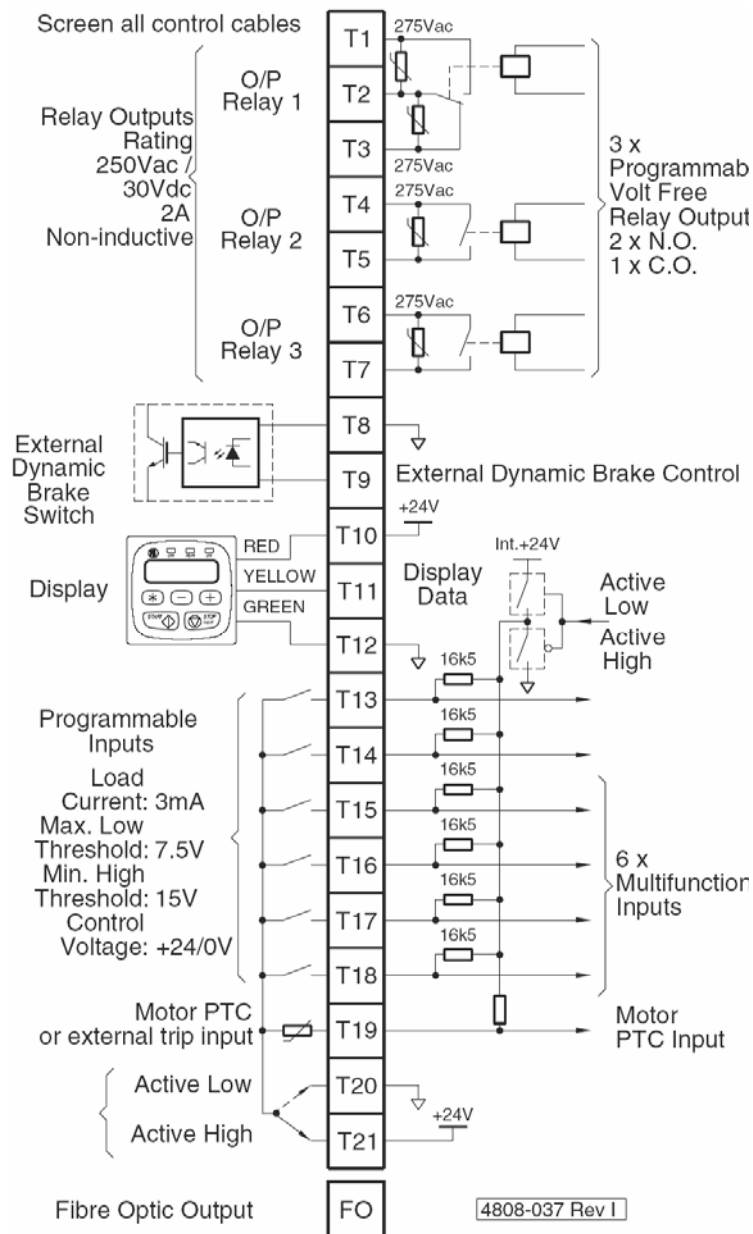 Screen all control cables
T1
275Vac
O/P
Relay 1
T2
Relay Outputs
Rating
250Vac /
30Vdc
2A
Non-inductive
T3
275Vac
3 x
Programmab
Volt Free
Relay Output
2 x N.O.
1 x C.O.
T4
275Vac
O/P
Relay 2
T5
T6
275Vac
O/P
Relay 3
T7
T8
External
Dynamic
Brake
Switch
T9
External Dynamic Brake Control
T10
+24V
RED
Display
YELLOW
T11
Display
Data
GREEN
T12
START
STOP
Int.+24V
Active
Low
Active
High
16k5
T13
16k5
T14
16k5
T15
16k5
T16
16k5
T17
16k5
T18
Programmable
Inputs
Load
Current: 3mA
Max. Low
Threshold: 7.5V
Min. High
Threshold: 15V
Control
Voltage: +24/0V
6 x
Multifunction
Inputs
Motor PTC
or external trip input
T19
Motor
PTC Input
Active Low
T20
Active High
T21
+24V
Fibre Optic Output
FO
4808-037 Rev I